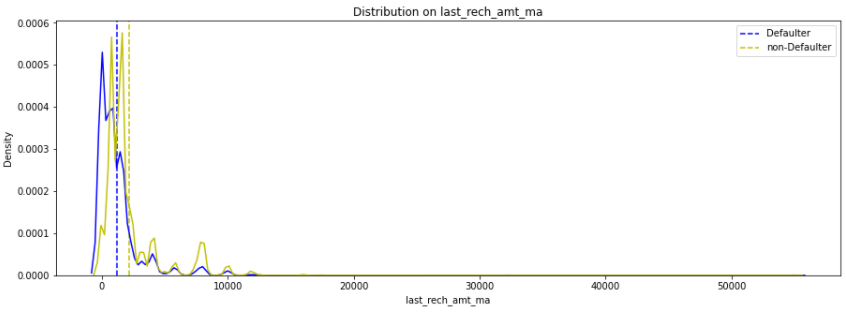 Distribution on last_rech_amt_ma
Defaulter
non-Defaulter
0.0006
0.0005
0.0004
0.0003
0.0002
0.0001
0.0000
Density
0
10000
20000
30000
40000
50000
last_rech_amt_ma